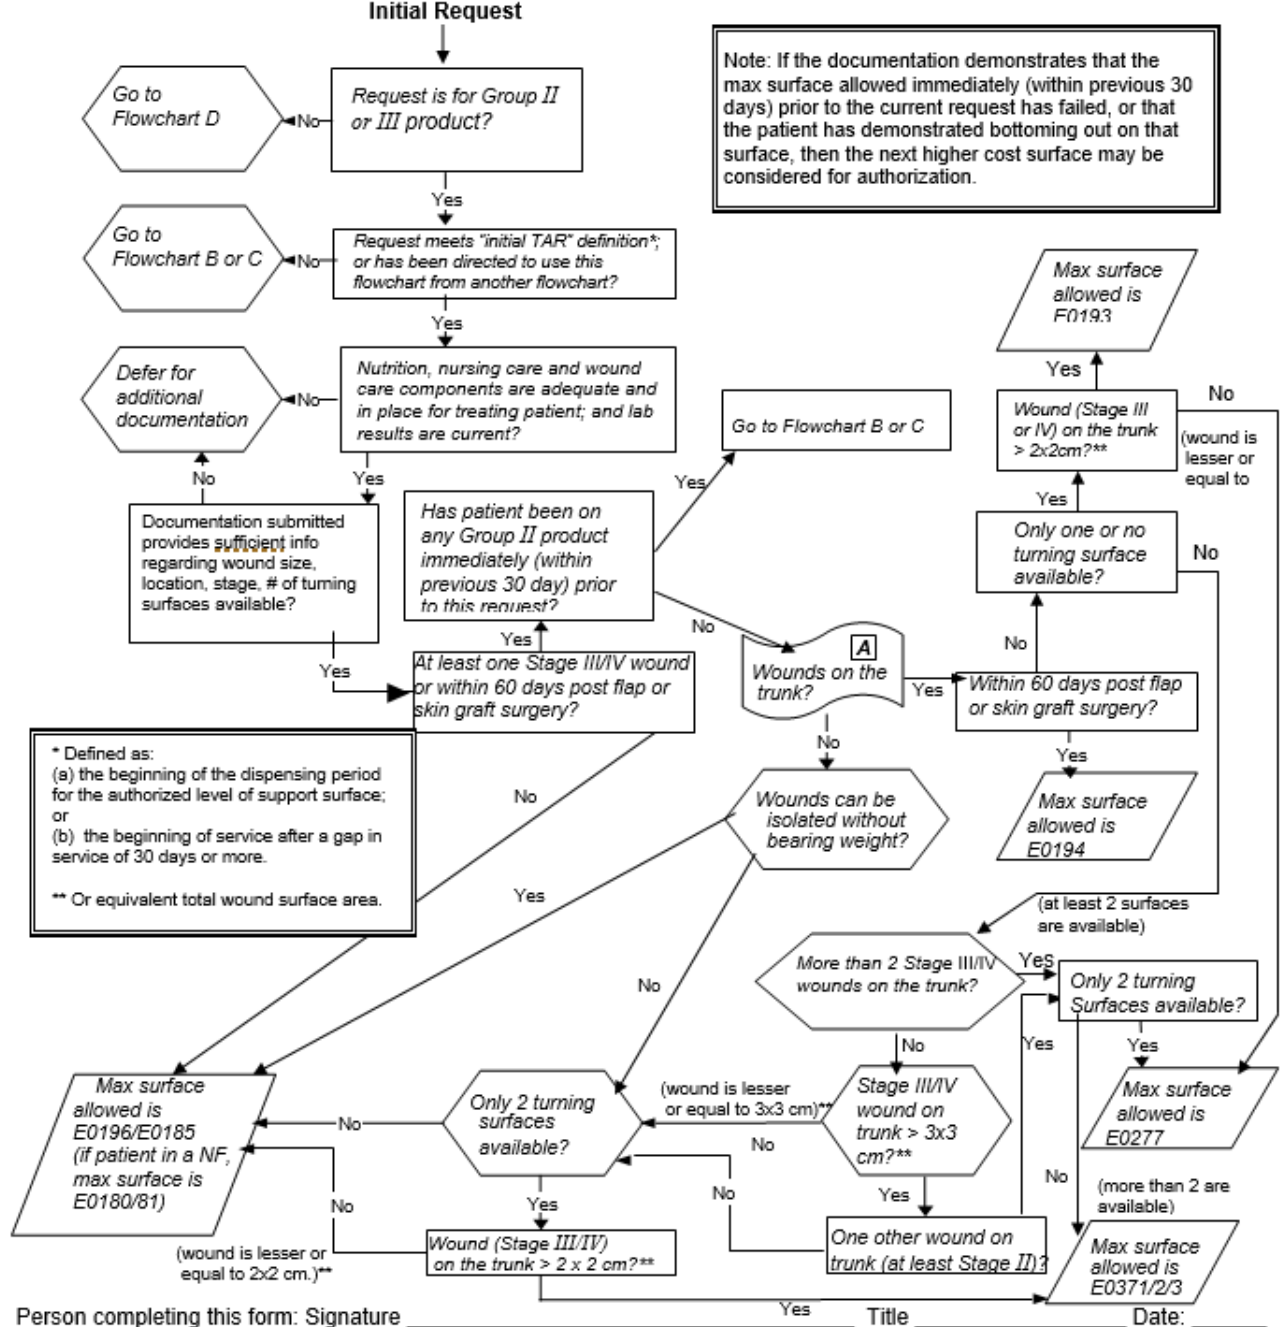 Initial Request
Note: If the documentation demonstrates that the
max surface allowed immediately (within previous 30
days) prior to the current request has failed, or that
the patient has demonstrated bottoming out on that
surface, then the next higher cost surface may be
considered for authorization.
Go to
Flowchart D
No
Request is for Group II
or III product?
Yes
Go to
Flowchart B or C
No
Request meets "initial TAR" definition*;
or has been directed to use this
flowchart from another flowchart?
Yes
Defer for
additional
documentation
No
Nutrition, nursing care and wound
care components are adequate and
in place for treating patient; and lab
results are current?
No
Yes
Documentation submitted
provides sufficient info
regarding wound size,
location, stage, # of turning
surfaces available?
Yes
At least one Stage III/IV wound
or within 60 days post flap or
skin graft surgery?
Yes
No
Has patient been on
any Group II product
immediately (within
previous 30 day) prior
to this request?
Yes
Go to Flowchart B or C
No
A
Wounds on the
trunk?
Yes
No
Within 60 days post flap
or skin graft surgery?
No
Yes
Max surface
allowed is
E0194
Only one or no
turning surface
available?
Yes
No
Wound (Stage III
or IV) on the trunk
> 2x2cm?**
Yes
Max surface
allowed is
E0193
No
(wound is
lesser or
equal to
(at least 2 surfaces
are available)
* Defined as:
(a) the beginning of the dispensing period
for the authorized level of support surface;
or
(b) the beginning of service after a gap in
service of 30 days or more.
** Or equivalent total wound surface area.
Wounds can be
isolated without
bearing weight?
Yes
No
More than 2 Stage III/IV
wounds on the trunk?
Yes
No
Only 2 turning
Surfaces available?
Yes
No
Max surface
allowed is
E0277
(more than 2 are
available)
Max surface
allowed is
E0371/2/3
Stage III/IV
wound on
trunk > 3x3
cm?**
(wound is lesser
or equal to 3x3 cm)**
No
Yes
One other wound on
trunk (at least Stage II)?
Yes
No
Only 2 turning
surfaces
available?
No
Yes
Max surface
allowed is
E0196/E0185
(if patient in a NF,
max surface is
E0180/81)
Wound (Stage III/IV)
on the trunk > 2 x 2 cm?**
No
(wound is lesser or
equal to 2x2 cm.)**
Yes
Person completing this form: Signature Title Date: